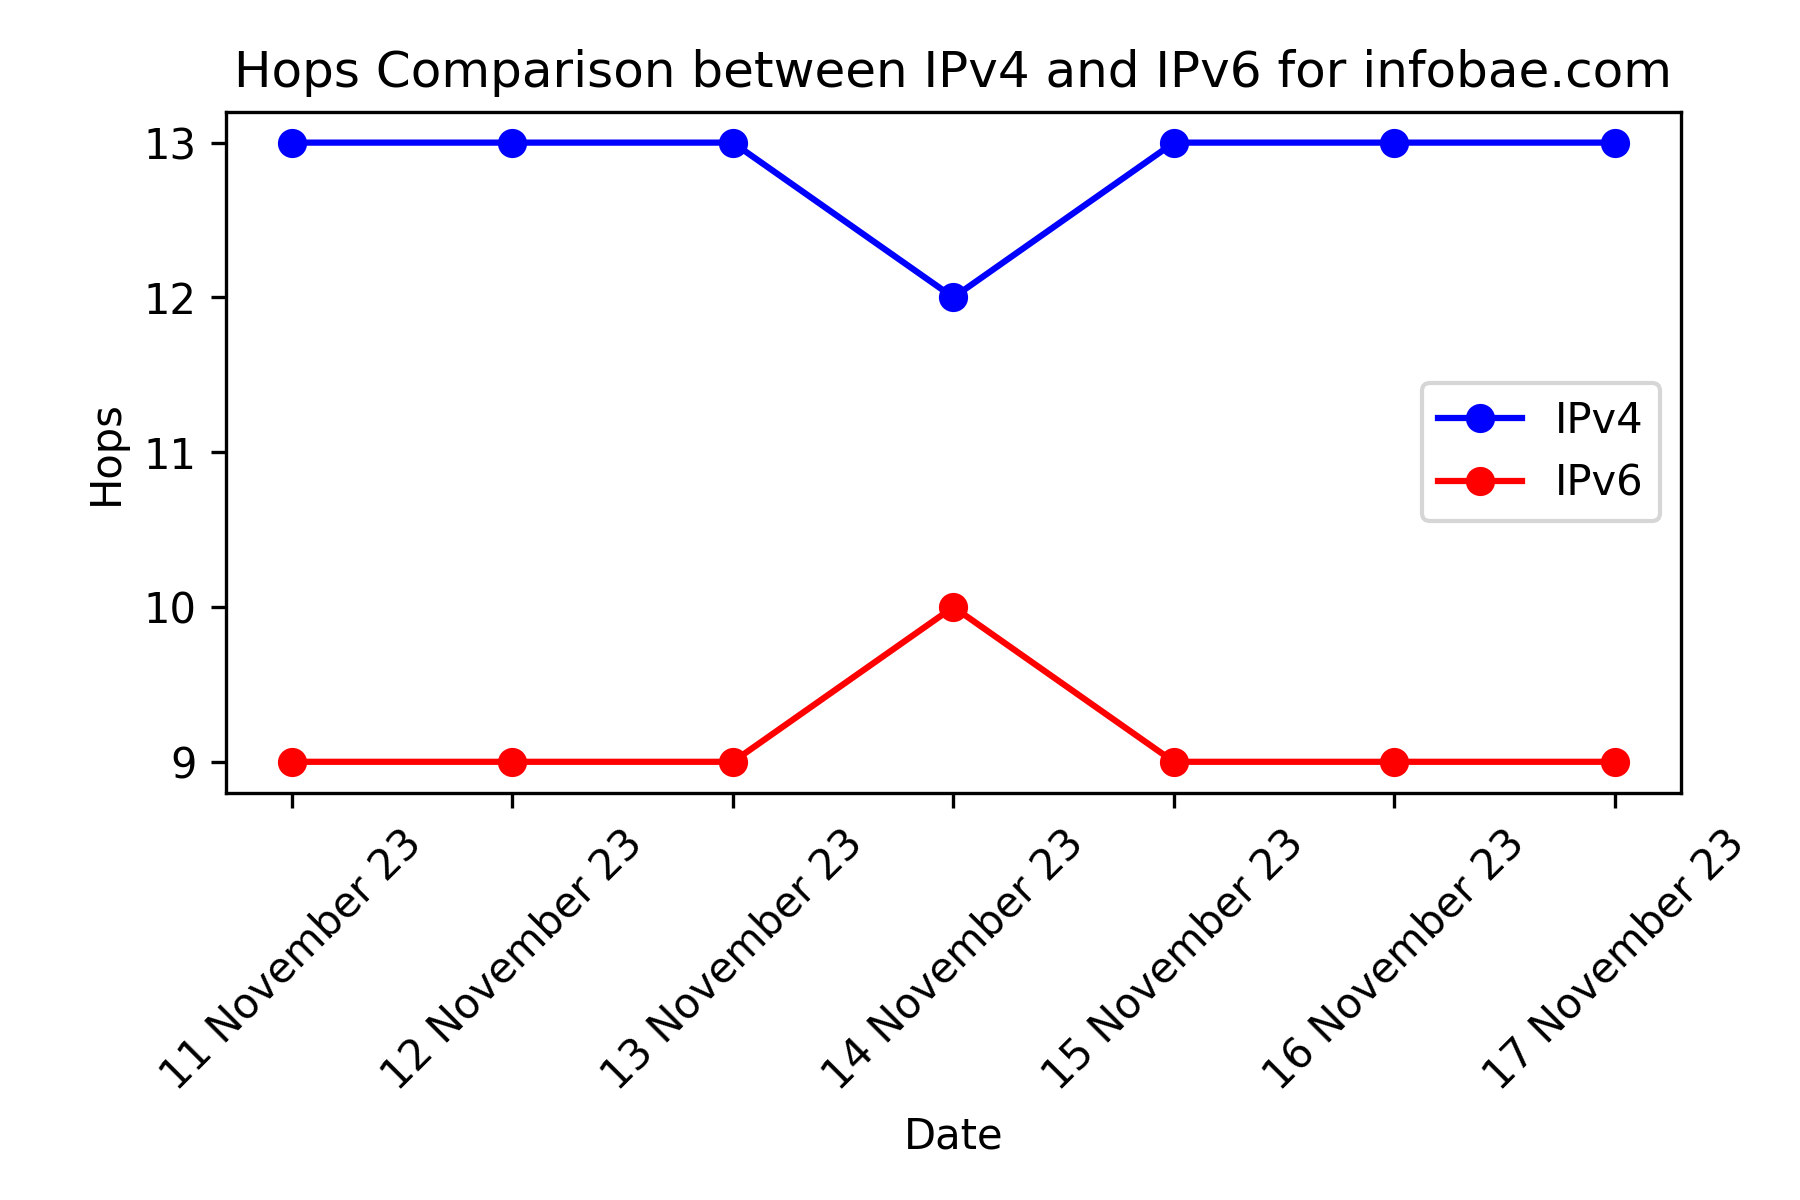 Hops Comparison between IPv4 and IPv6 for infobae.com
Hops
13
12
11
10
9
IPv4
IPv6
11 November 23
12 November 23
13 November 23
14 November 23
15 November 23
16 November 23
17 November 23
Date